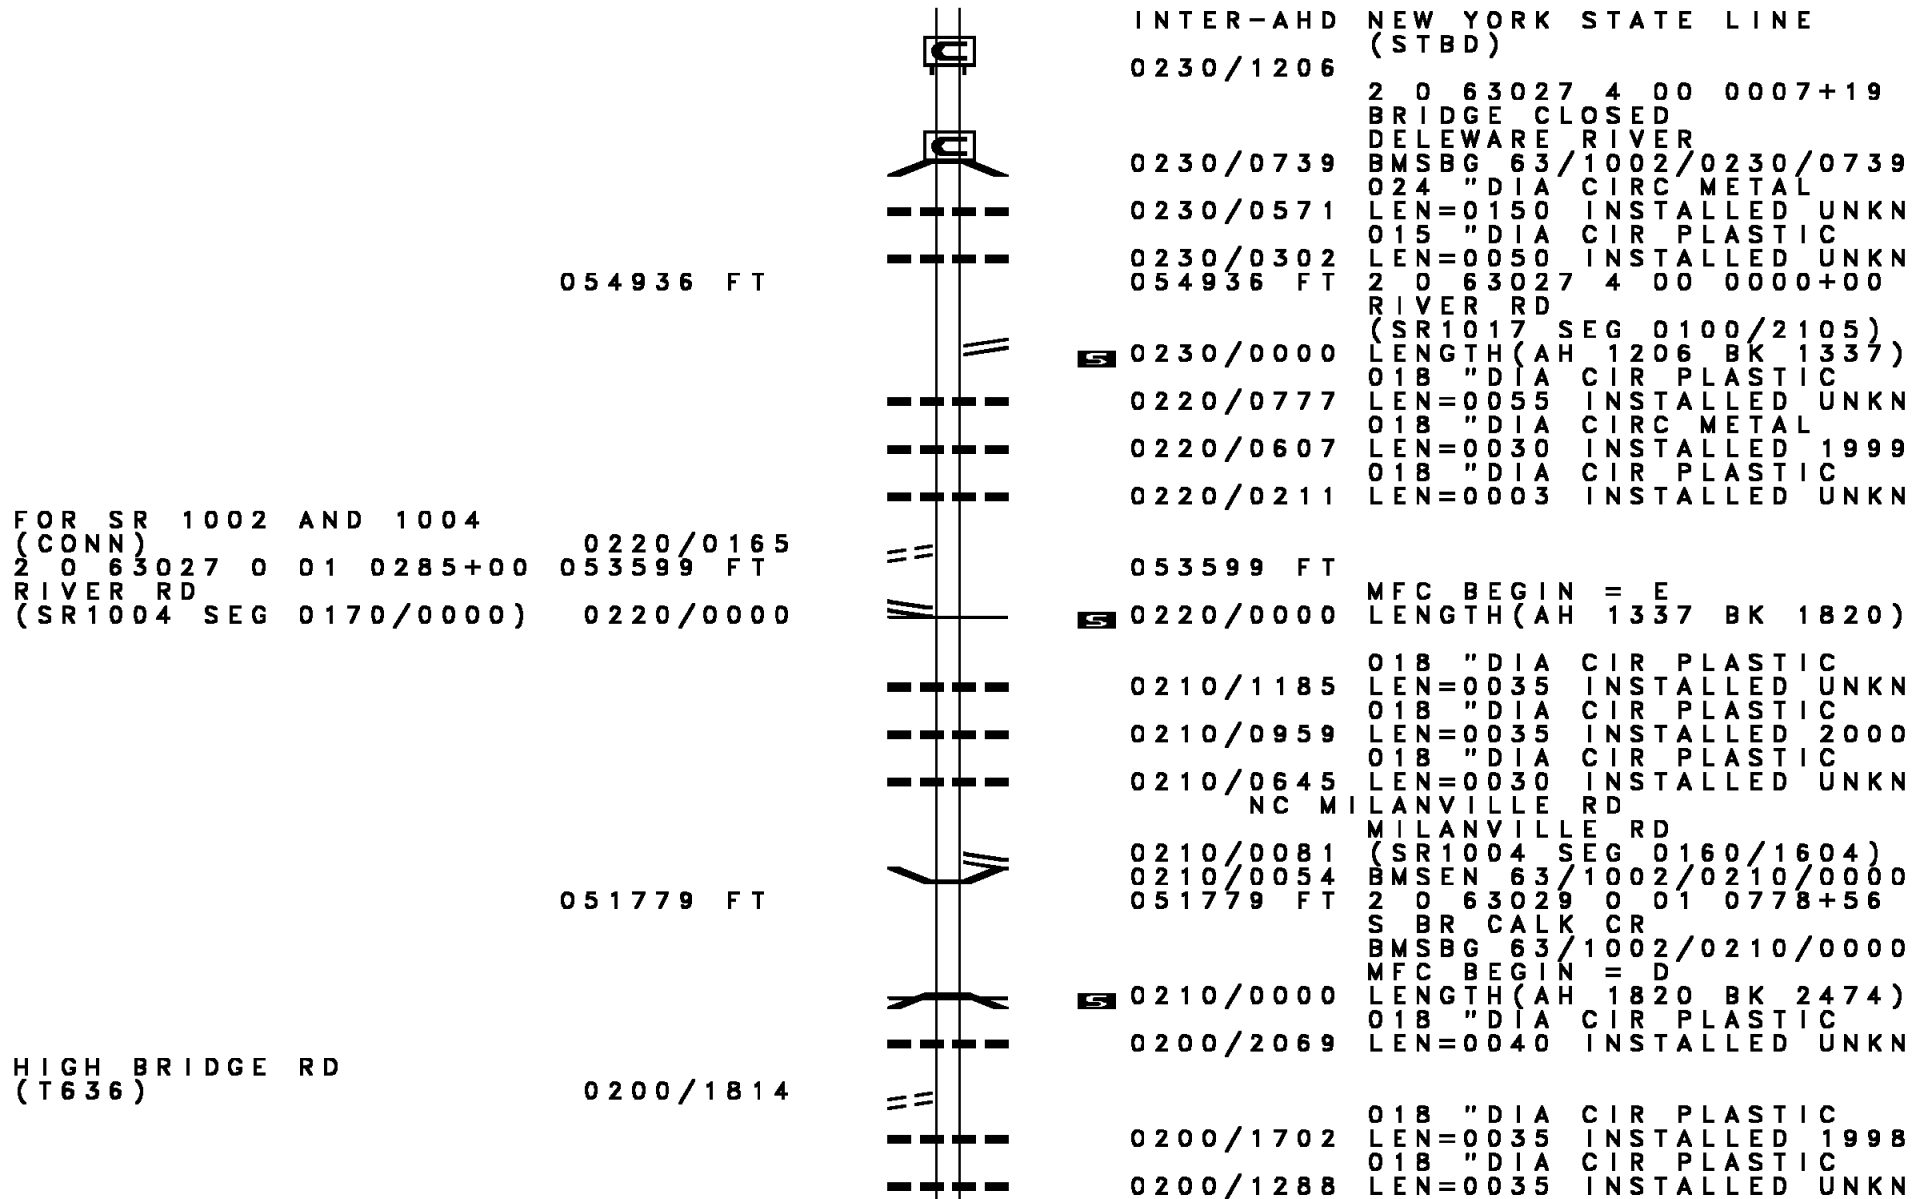 INTER-AHD NEW YORK STATE LINE
(STBD)
0230/1206
2 0 63027 4 00 0007+19
BRIDGE CLOSED
DELEWARE RIVER
0230/0739 BMSBG 63/1002/0230/0739
024 "DIA CIRC METAL
0230/0571 LEN=0150 INSTALLED UNKN
015 "DIA CIR PLASTIC
0230/0302 LEN=0050 INSTALLED UNKN
054936 FT 054936 FT 2 0 63027 4 00 0000+00
RIVER RD
(SR1017 SEG 0100/2105)
S 0230/0000 LENGTH(AH 1206 BK 1337)
018 "DIA CIR PLASTIC
0220/0777 LEN=0055 INSTALLED UNKN
018 "DIA CIRC METAL
0220/0607 LEN=0030 INSTALLED 1999
018 "DIA CIR PLASTIC
0220/0211 LEN=0003 INSTALLED UNKN
FOR SR 1002 AND 1004
(CONN) 0220/0165
2 0 63027 0 01 0285+00 053599 FT 053599 FT
RIVER RD MFC BEGIN = E
(SR1004 SEG 0170/0000) 0220/0000 S 0220/0000 LENGTH(AH 1337 BK 1820)
018 "DIA CIR PLASTIC
0210/1185 LEN=0035 INSTALLED UNKN
018 "DIA CIR PLASTIC
0210/0959 LEN=0035 INSTALLED 2000
018 "DIA CIR PLASTIC
0210/0645 LEN=0030 INSTALLED UNKN
NC MILANVILLE RD
MILANVILLE RD
0210/0081 (SR1004 SEG 0160/1604)
0210/0054 BMSEN 63/1002/0210/0000
051779 FT 051779 FT 2 0 63029 0 01 0778+56
S BR CALK CR
BMSBG 63/1002/0210/0000
MFC BEGIN = D
S 0210/0000 LENGTH(AH 1820 BK 2474)
018 "DIA CIR PLASTIC
0200/2069 LEN=0040 INSTALLED UNKN
HIGH BRIDGE RD
(T636) 0200/1814
018 "DIA CIR PLASTIC
0200/1702 LEN=0035 INSTALLED 1998
018 "DIA CIR PLASTIC
0200/1288 LEN=0035 INSTALLED UNKN